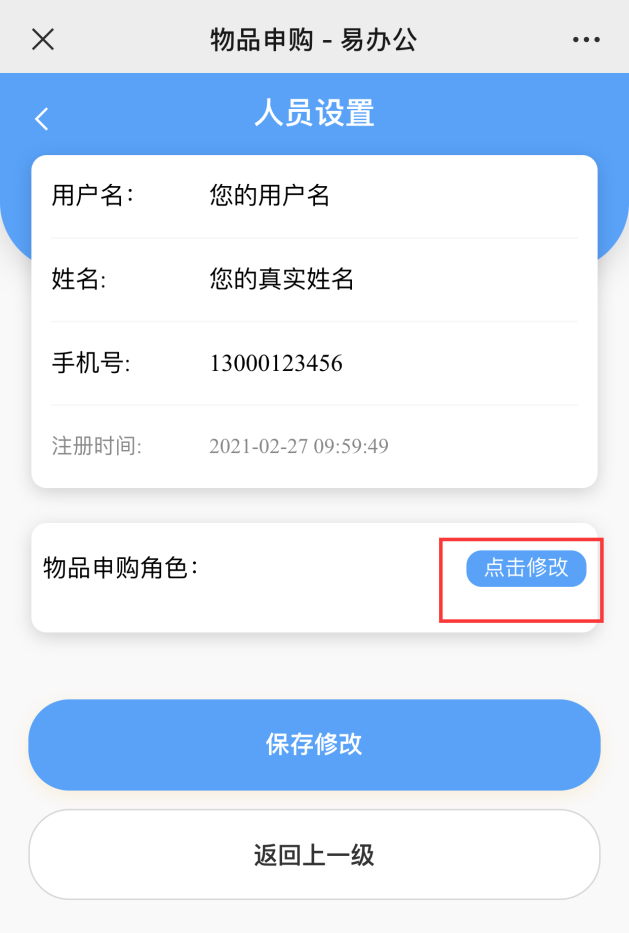 物品申购 - 易办公
人员设置
用户名： 您的用户名
姓名: 您的真实姓名
手机号: 13000123456
注册时间: 2021-02-27 09:59:49
物品申购角色： 点击修改
保存修改
返回上一级